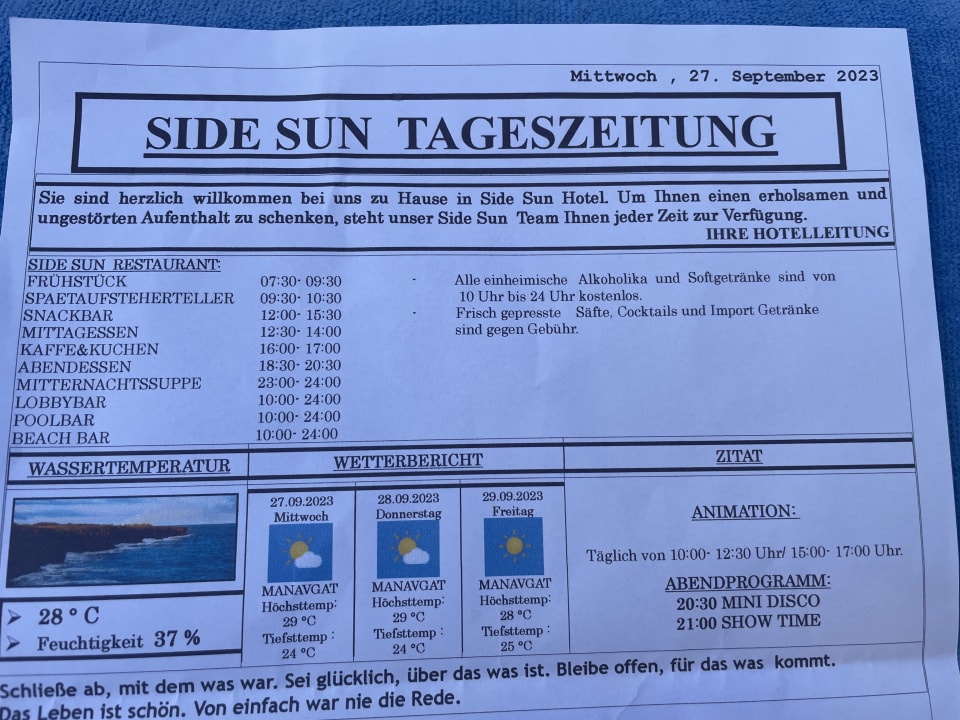 Mittwoch , 27. September 2023
SIDE SUN TAGESZEITUNG
Sie sind herzlich willkommen bei uns zu Hause in Side Sun Hotel. Um Ihnen einen erholsamen und
ungestörten Aufenthalt zu schenken, steht unser Side Sun Team Ihnen jeder Zeit zur Verfügung.
IHRE HOTELLEITUNG
SIDE SUN RESTAURANT:
FRÜHSTÜCK 07:30- 09:30
SPAETAUFSTEHERTELLER 09:30- 10:30
SNACKBAR 12:00- 15:30
MITTAGESSEN 12:30- 14:00
KAFFE&KUCHEN 16:00- 17:00
ABENDESSEN 18:30- 20:30
MITTERNACHTSSUPPE 23:00- 24:00
LOBBYBAR 10:00- 24:00
POOLBAR 10:00- 24:00
BEACH BAR 10:00- 24:00
- Alle einheimische Alkoholika und Softgetränke sind von
10 Uhr bis 24 Uhr kostenlos.
- Frisch gepresste Säfte, Cocktails und Import Getränke
sind gegen Gebühr.
WASSERTEMPERATUR
28 ° C
Feuchtigkeit 37 %
WETTERBERICHT
27.09.2023
Mittwoch
MANAVGAT
Höchsttemp:
29 °C
Tiefsttemp :
24 °C
28.09.2023
Donnerstag
MANAVGAT
Höchsttemp:
29 °C
Tiefsttemp :
24 °C
29.09.2023
Freitag
MANAVGAT
Höchsttemp:
28 °C
Tiefsttemp :
25 °C
ZITAT
ANIMATION:
Täglich von 10:00- 12:30 Uhr/ 15:00- 17:00 Uhr.
ABENDPROGRAMM:
20:30 MINI DISCO
21:00 SHOW TIME
Schließe ab, mit dem was war. Sei glücklich, über das was ist. Bleibe offen, für das was kommt.
Das Leben ist schön. Von einfach war nie die Rede.